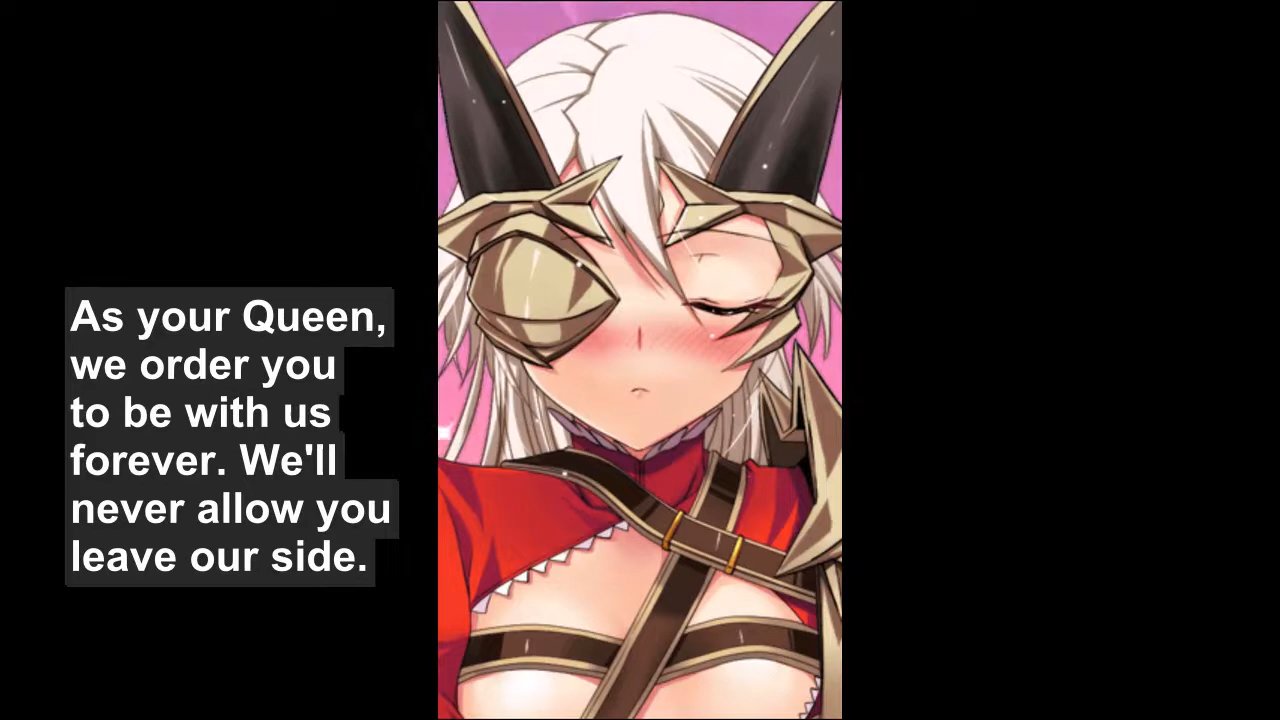 As your Queen,
we order you
to be with us
forever. We'll
never allow you
leave our side.